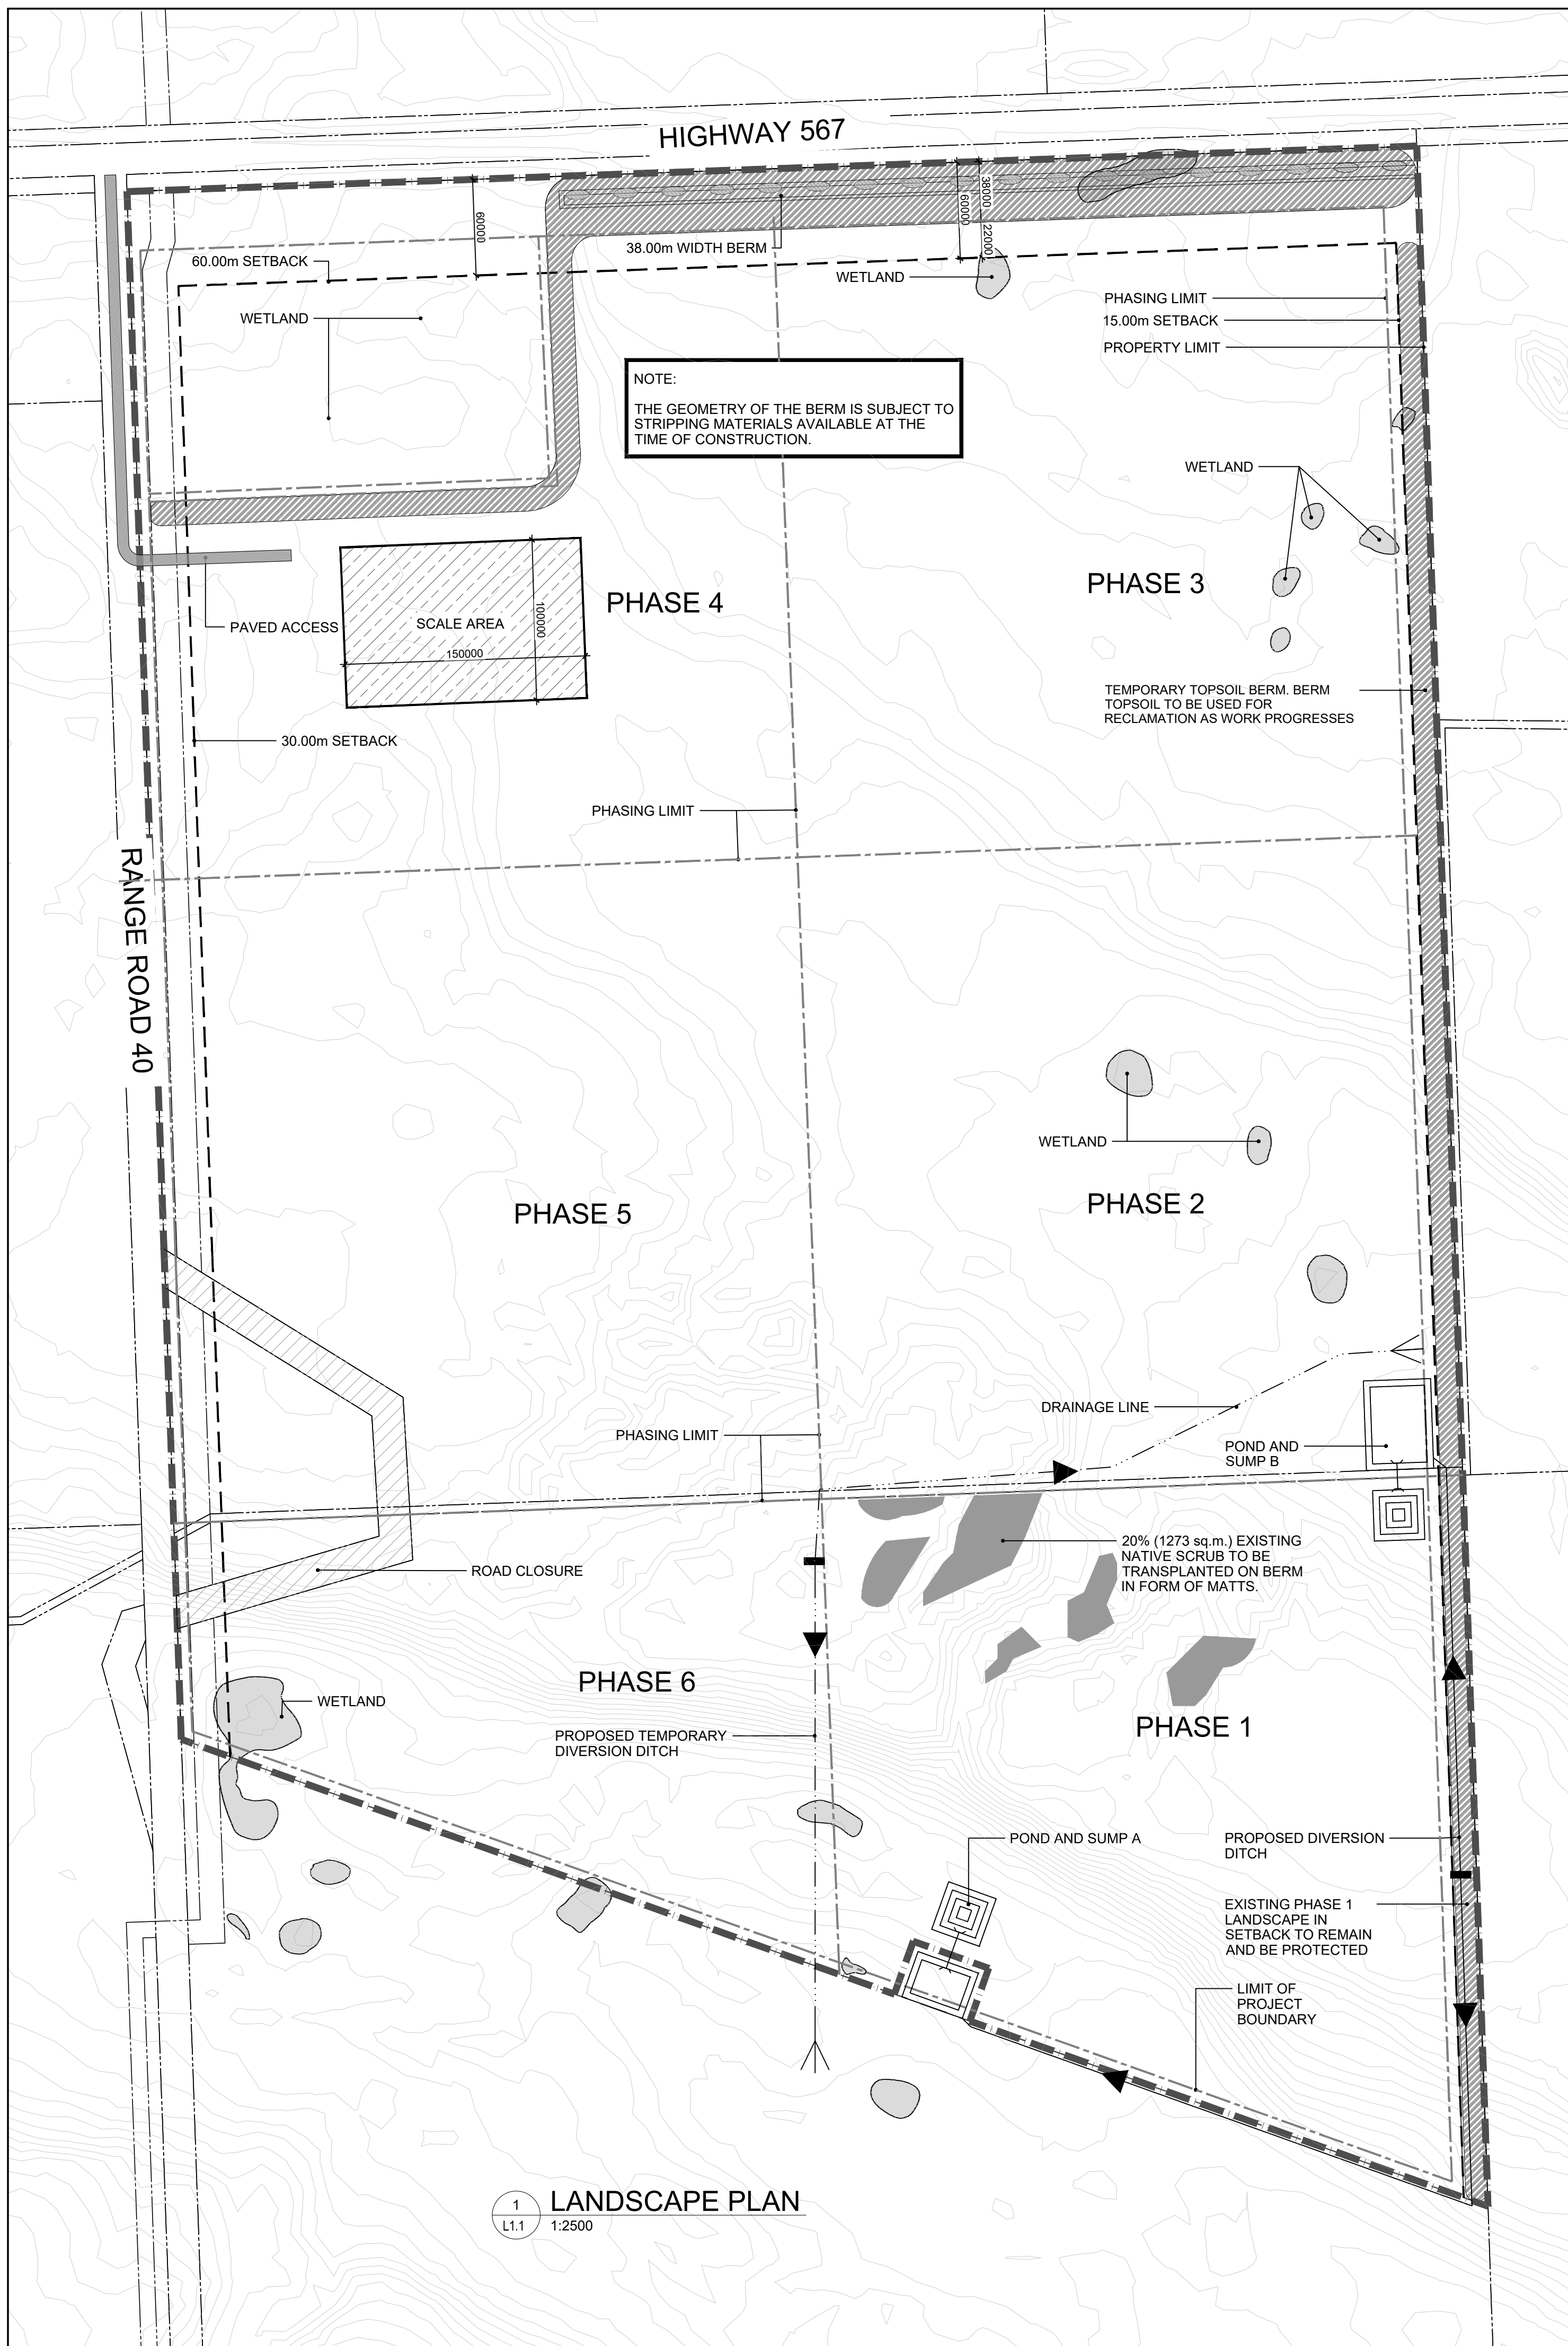 HIGHWAY 567
60000
38000
60000
22000
38.00m WIDTH BERM
60.00m SETBACK
WETLAND
WETLAND
PHASING LIMIT
15.00m SETBACK
PROPERTY LIMIT
NOTE:
THE GEOMETRY OF THE BERM IS SUBJECT TO
STRIPPING MATERIALS AVAILABLE AT THE
TIME OF CONSTRUCTION.
WETLAND
PHASE 3
PHASE 4
PAVED ACCESS
SCALE AREA
100000
150000
TEMPORARY TOPSOIL BERM. BERM
TOPSOIL TO BE USED FOR
RECLAMATION AS WORK PROGRESSES
30.00m SETBACK
PHASING LIMIT
RANGE ROAD 40
WETLAND
PHASE 5
PHASE 2
DRAINAGE LINE
PHASING LIMIT
POND AND
SUMP B
20% (1273 sq.m.) EXISTING
NATIVE SCRUB TO BE
TRANSPLANTED ON BERM
IN FORM OF MATTS.
ROAD CLOSURE
PHASE 6
WETLAND
PHASE 1
PROPOSED TEMPORARY
DIVERSION DITCH
POND AND SUMP A
PROPOSED DIVERSION
DITCH
EXISTING PHASE 1
LANDSCAPE IN
SETBACK TO REMAIN
AND BE PROTECTED
LIMIT OF
PROJECT
BOUNDARY
1
L1.1
LANDSCAPE PLAN
1:2500